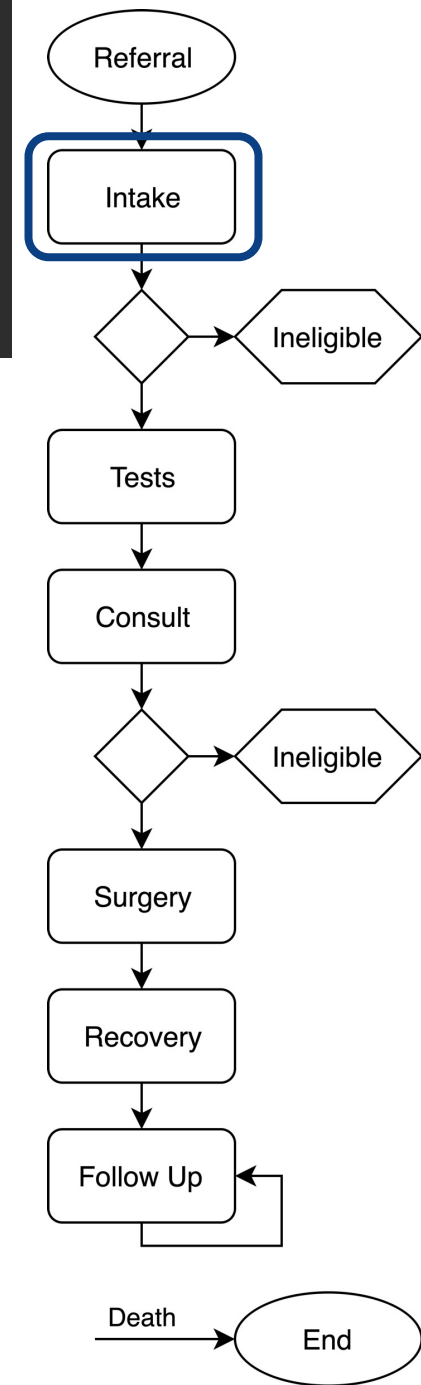 Referral
Intake
Ineligible
Tests
Consult
Ineligible
Surgery
Recovery
Follow Up
Death
End